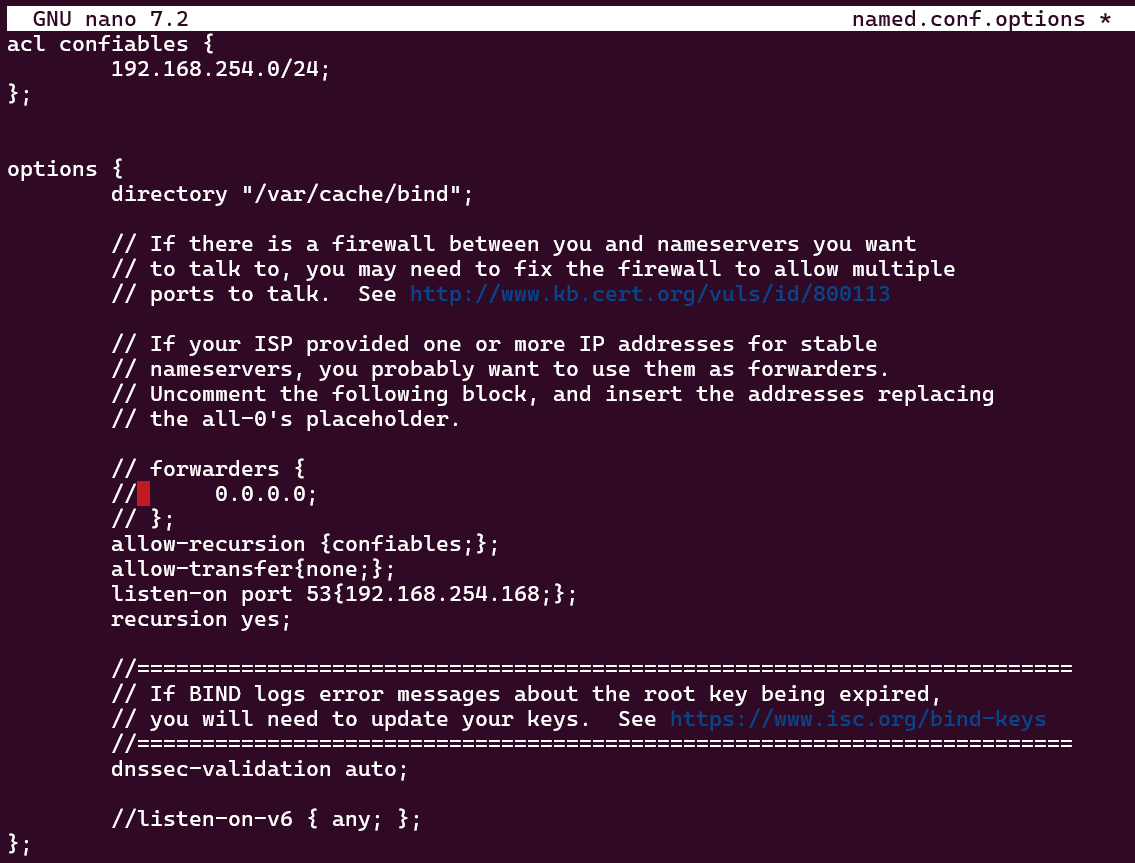 GNU nano 7.2 named.conf.options *
acl confiables {
192.168.254.0/24;
};
options {
directory "/var/cache/bind";
// If there is a firewall between you and nameservers you want
// to talk to, you may need to fix the firewall to allow multiple
// ports to talk.  See http://www.kb.cert.org/vuls/id/800113
// If your ISP provided one or more IP addresses for stable
// nameservers, you probably want to use them as forwarders.
// Uncomment the following block, and insert the addresses replacing
// the all-0's placeholder.
// forwarders {
//      0.0.0.0;
// };
allow-recursion {confiables;};
allow-transfer{none;};
listen-on port 53{192.168.254.168;};
recursion yes;
//========================================================================
// If BIND logs error messages about the root key being expired,
// you will need to update your keys.  See https://www.isc.org/bind-keys
//========================================================================
dnssec-validation auto;
//listen-on-v6 { any; };
};